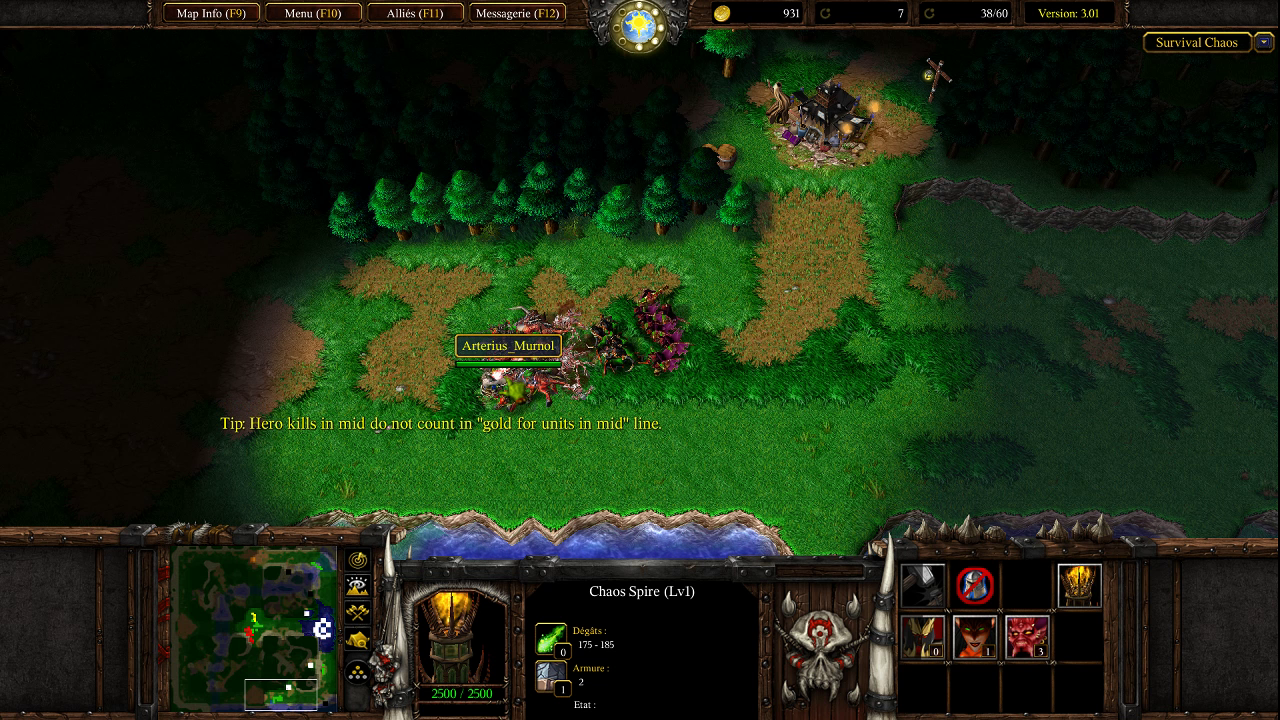 Map Info (F9)
Menu (F10)
Alliés (F11)
Messagerie (F12)
931
7
38/60
Version: 3.01
Survival Chaos
Arterius_Murnol
Tip: Hero kills in mid do not count in "gold for units in mid" line.
Chaos Spire (Lv1)
Dégâts :
175 - 185
0
Armure :
2
1
Etat :
2500 / 2500
0
1
3